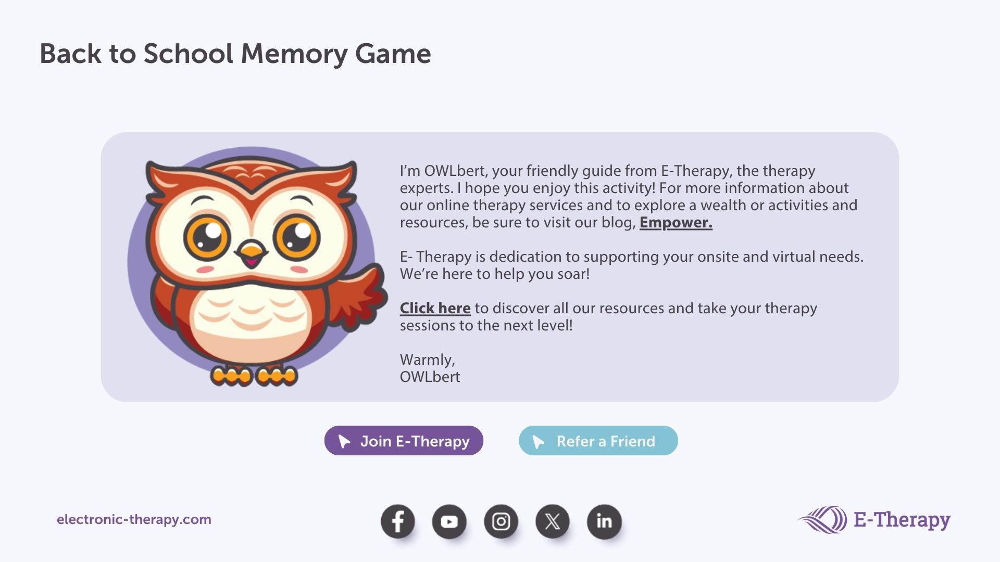 Back to School Memory Game
I’m OWLbert, your friendly guide from E-Therapy, the therapy
experts. I hope you enjoy this activity! For more information about
our online therapy services and to explore a wealth or activities and
resources, be sure to visit our blog, Empower.
E- Therapy is dedication to supporting your onsite and virtual needs.
We’re here to help you soar!
Click here to discover all our resources and take your therapy
sessions to the next level!
Warmly,
OWLbert
Join E-Therapy
Refer a Friend
electronic-therapy.com
E-Therapy